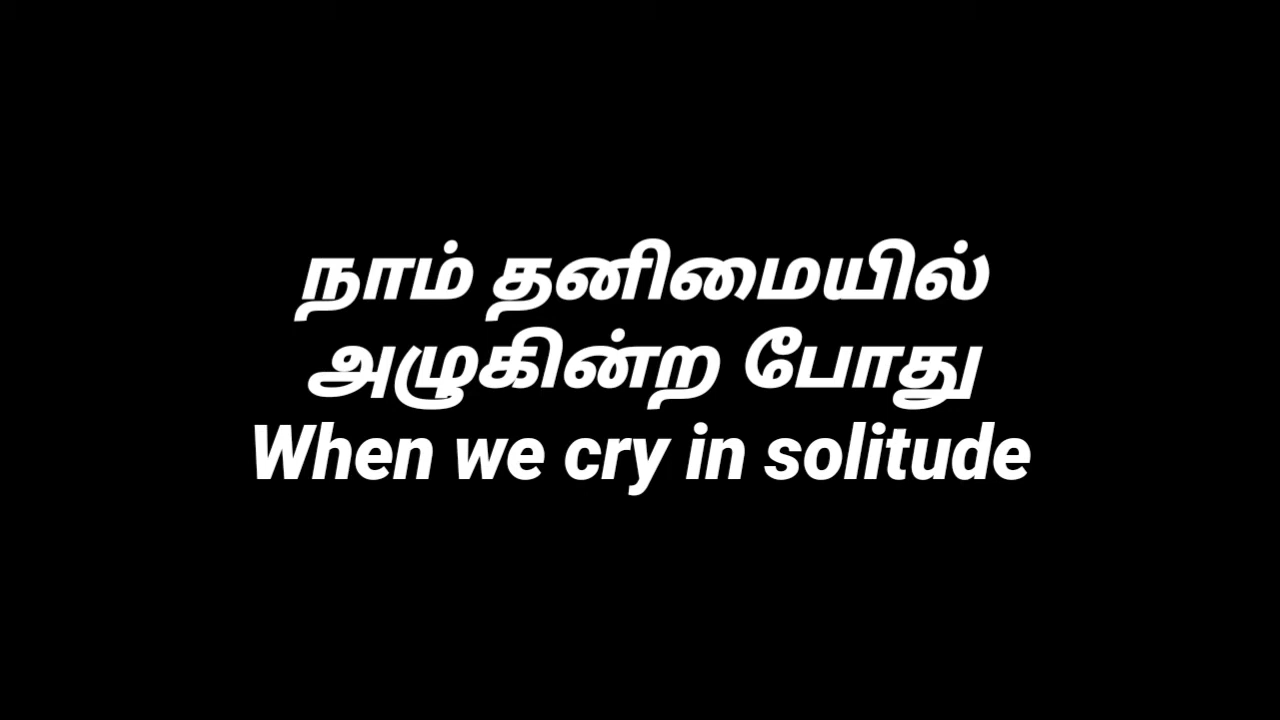 நாம் தனிமையில்
அழுகின்ற போது
When we cry in solitude